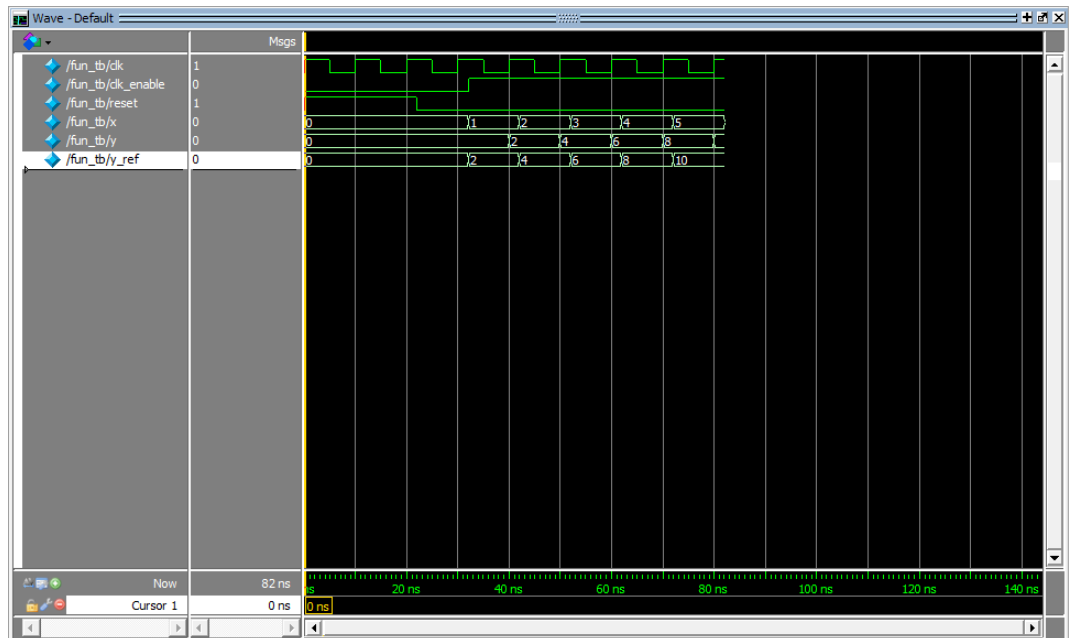 Wave - Default
Msgs
/fun_tb/clk 1
/fun_tb/clk_enable 0
/fun_tb/reset 1
/fun_tb/x 0 0 1 2 3 4 5
/fun_tb/y 0 0 2 4 6 8
/fun_tb/y_ref 0 0 2 4 6 8 10
Now 82 ns ns 20 ns 40 ns 60 ns 80 ns 100 ns 120 ns 140 ns
Cursor 1 0 ns 0 ns